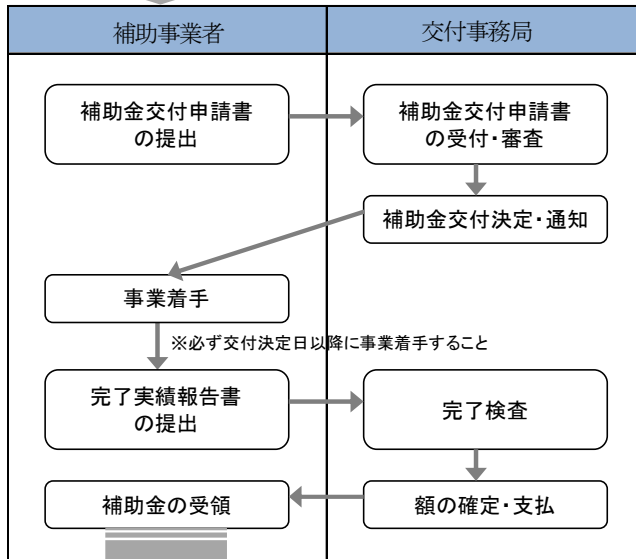 補助事業者
交付事務局
補助金交付申請書
の提出
補助金交付申請書
の受付・審査
補助金交付決定・通知
事業着手
※必ず交付決定日以降に事業着手すること
完了実績報告書
の提出
完了検査
額の確定・支払
補助金の受領